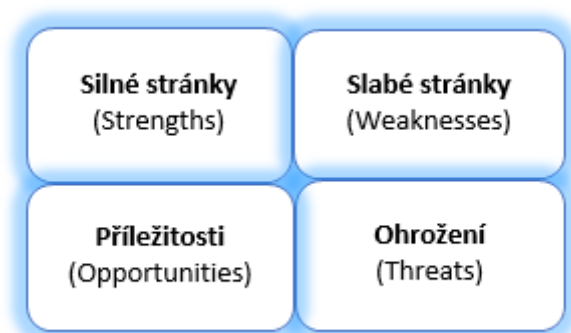 Silné stránky
(Strengths)
Slabé stránky
(Weaknesses)
Příležitosti
(Opportunities)
Ohrožení
(Threats)